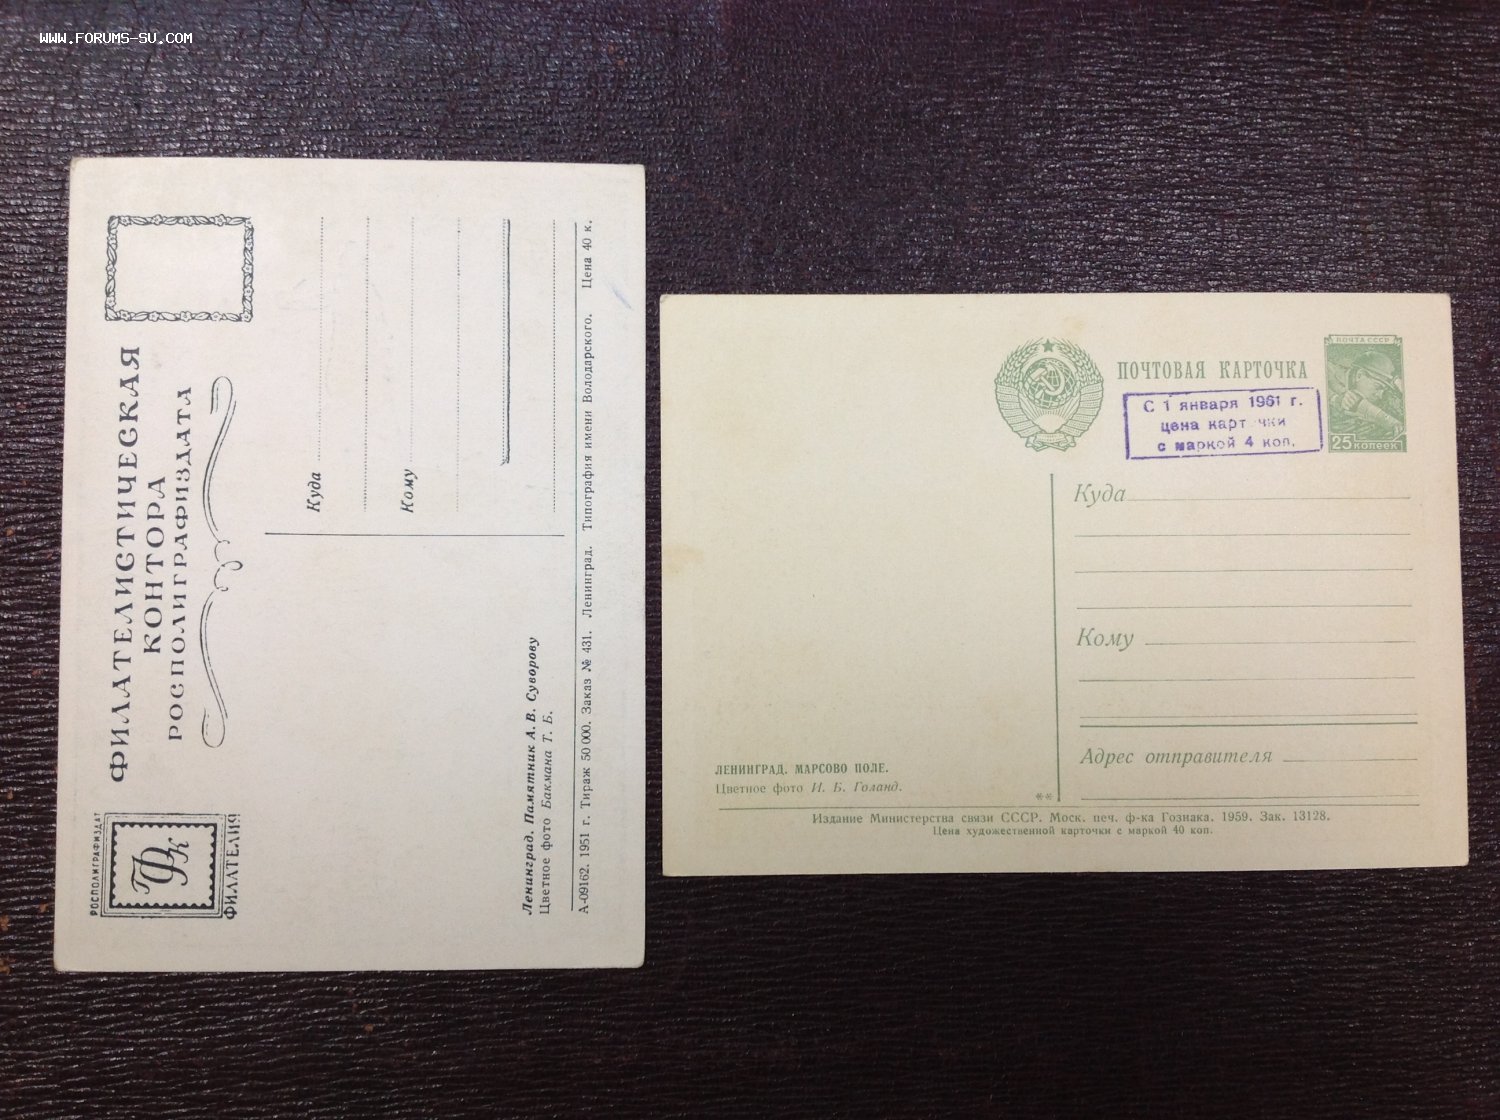 WWW.FORUMS-SU.COM
РОСПОЛИГРАФИЗДАТ
ФК
ФИЛАТЕЛИЯ
ФИЛАТЕЛИСТИЧЕСКАЯ
КОНТОРА
РОСПОЛИГРАФИЗДАТА
Куда
Кому
Ленинград. Памятник А. В. Суворову
Цветное фото Бакмана Т. Б.
А-09162. 1951 г. Тираж 50 000. Заказ № 431. Ленинград. Типография имени Володарского. Цена 40 к.
ПОЧТОВАЯ КАРТОЧКА
ПОЧТА СССР
25 КОПЕЕК
С 1 января 1961 г.
цена карт чки
с маркой 4 коп.
Куда
Кому
Адрес отправителя
ЛЕНИНГРАД. МАРСОВО ПОЛЕ.
Цветное фото И. Б. Голанд.
**
Издание Министерства связи СССР. Моск. печ. ф-ка Гознака. 1959. Зак. 13128.
Цена художественной карточки с маркой 40 коп.